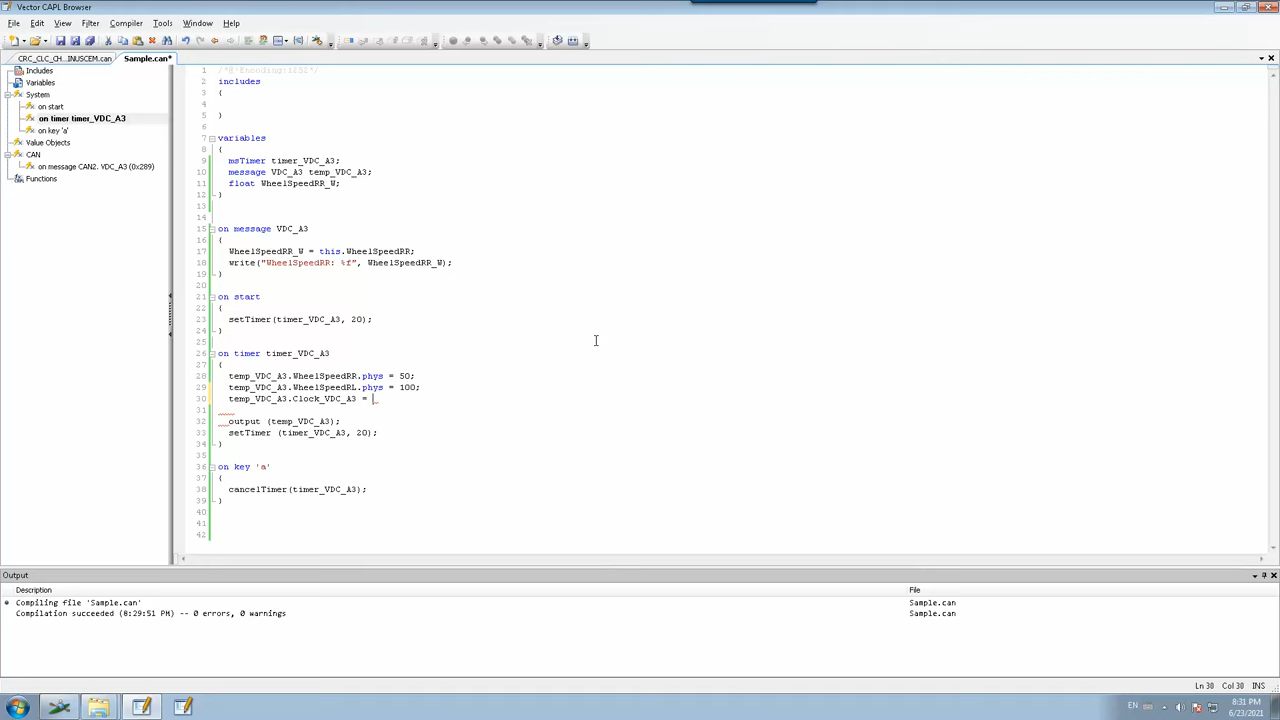 Vector CAPL Browser
File Edit View Filter Compiler Tools Window Help
CRC_CLC_CH...INUSCEM.can Sample.can*
Includes
Variables
System
on start
on timer timer_VDC_A3
on key 'a'
Value Objects
CAN
on message CAN2. VDC_A3 (0x289)
Functions
1 /*@!Encoding:1252*/
2 includes
3 {
4
5 }
6
7 variables
8 {
9 msTimer timer_VDC_A3;
10 message VDC_A3 temp_VDC_A3;
11 float WheelSpeedRR_W;
12 }
13
14
15 on message VDC_A3
16 {
17 WheelSpeedRR_W = this.WheelSpeedRR;
18 write("WheelSpeedRR: %f", WheelSpeedRR_W);
19 }
20
21 on start
22 {
23 setTimer(timer_VDC_A3, 20);
24 }
25
26 on timer timer_VDC_A3
27 {
28 temp_VDC_A3.WheelSpeedRR.phys = 50;
29 temp_VDC_A3.WheelSpeedRL.phys = 100;
30 temp_VDC_A3.Clock_VDC_A3 =
31
32 output (temp_VDC_A3);
33 setTimer (timer_VDC_A3, 20);
34 }
35
36 on key 'a'
37 {
38 cancelTimer(timer_VDC_A3);
39 }
40
41
42
Output
Description File
Compiling file 'Sample.can' Sample.can
Compilation succeeded (8:29:51 PM) -- 0 errors, 0 warnings Sample.can
Ln 30 Col 30 INS
EN 8:31 PM
6/23/2021